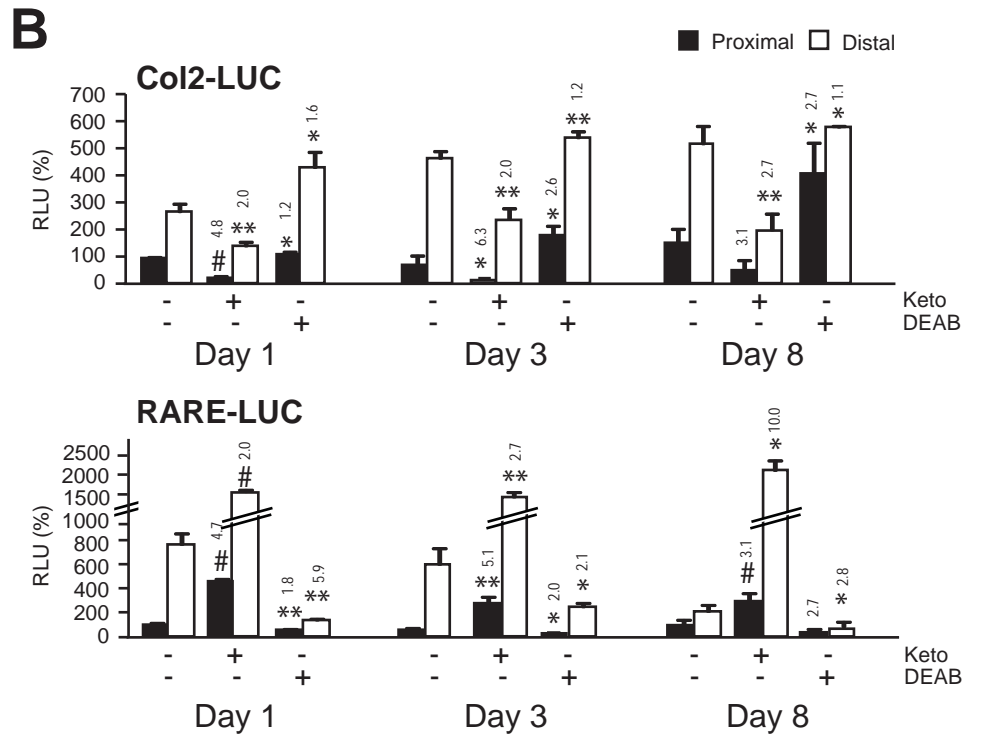 B
Proximal Distal
Col2-LUC
RLU (%)
700
600
500
400
300
200
100
0
4.8 2.0 1.2 1.6
# ** * *
6.3 2.0 2.6 1.2
* ** * **
3.1 2.7 2.7 1.1
** * *
- + - - + - - + - Keto
- - + - - + - - + DEAB
Day 1 Day 3 Day 8
RARE-LUC
RLU (%)
2500
2000
1500
1000
800
600
400
200
0
4.7 2.0 1.8 5.9
# # ** **
5.1 2.7 2.0 2.1
** ** * *
3.1 10.0 2.7 2.8
# * *
- + - - + - - + - Keto
- - + - - + - - + DEAB
Day 1 Day 3 Day 8